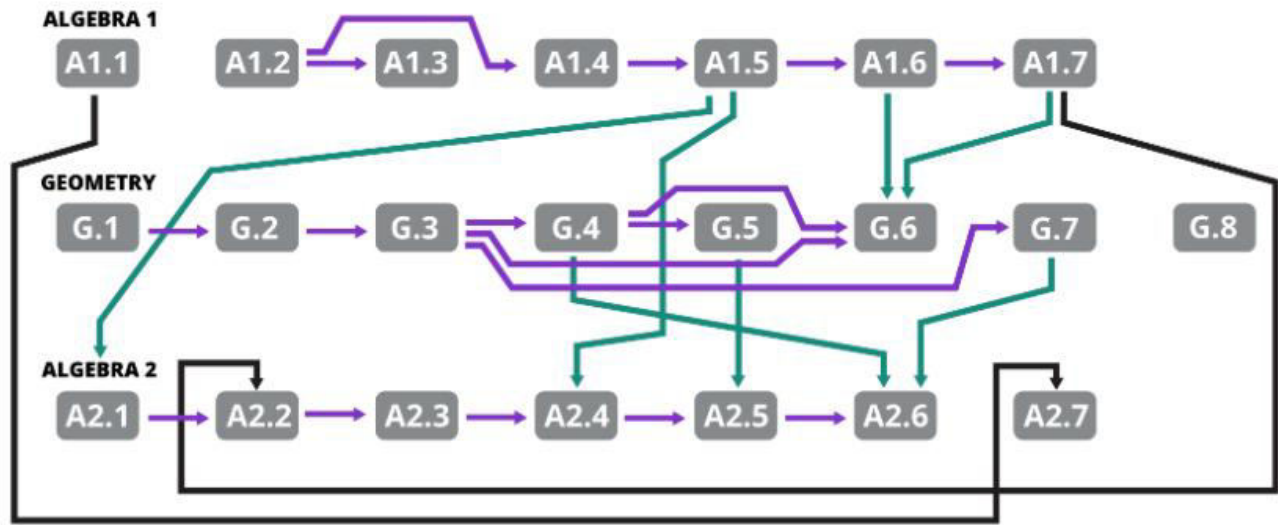 ALGEBRA 1
A1.1 A1.2 A1.3 A1.4 A1.5 A1.6 A1.7
GEOMETRY
G.1 G.2 G.3 G.4 G.5 G.6 G.7 G.8
ALGEBRA 2
A2.1 A2.2 A2.3 A2.4 A2.5 A2.6 A2.7